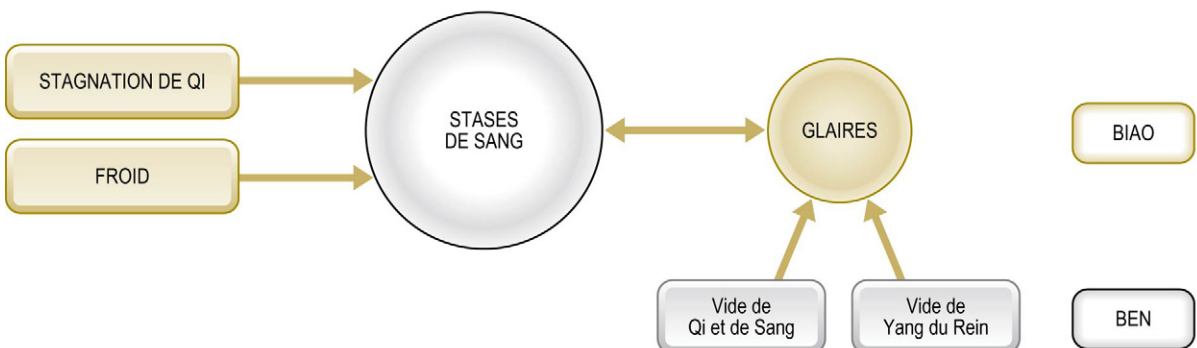 STAGNATION DE QI
FROID
STASES
DE SANG
GLAIRES
BIAO
Vide de
Qi et de Sang
Vide de
Yang du Rein
BEN